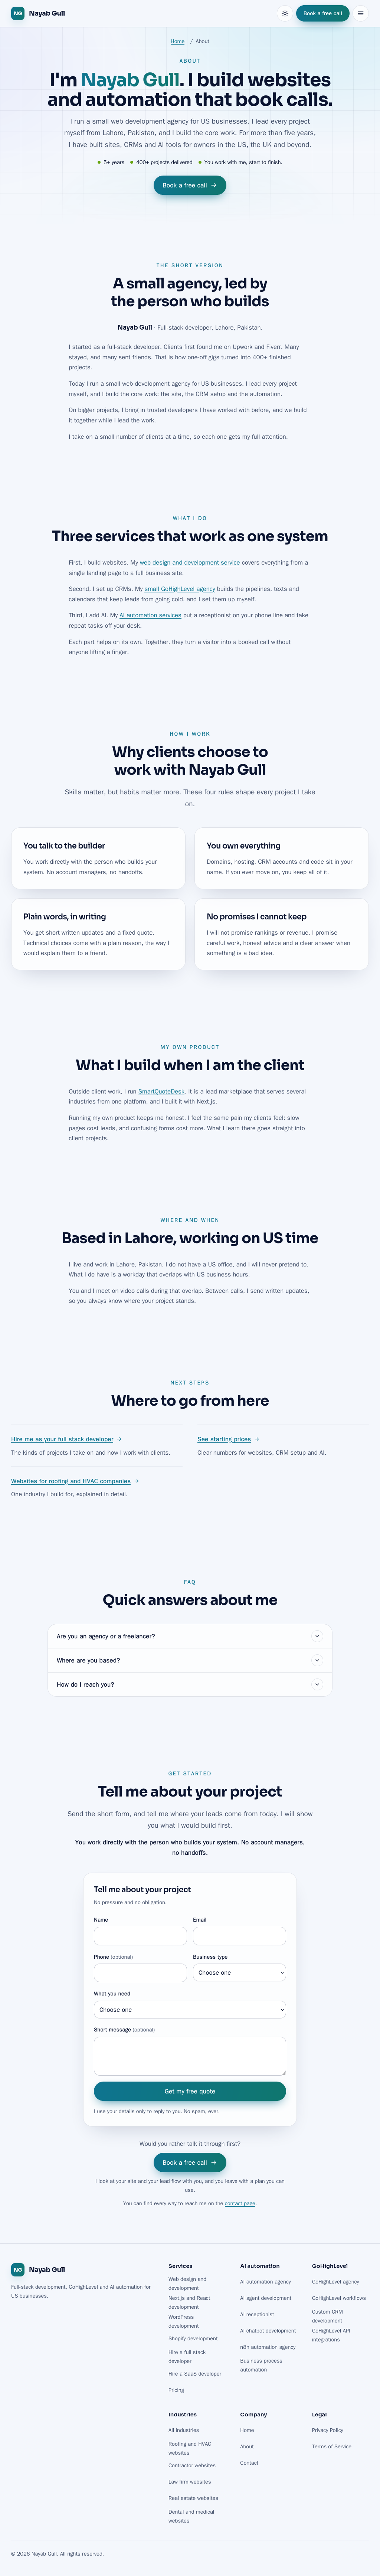 NG Nayab Gull
Book a free call
Home / About
ABOUT
I'm Nayab Gull. I build websites
and automation that book calls.
I run a small web development agency for US businesses. I lead every project
myself from Lahore, Pakistan, and I build the core work. For more than five years,
I have built sites, CRMs and AI tools for owners in the US, the UK and beyond.
5+ years
400+ projects delivered
You work with me, start to finish.
Book a free call →
THE SHORT VERSION
A small agency, led by
the person who builds
Nayab Gull · Full-stack developer, Lahore, Pakistan.
I started as a full-stack developer. Clients first found me on Upwork and Fiverr. Many
stayed, and many sent friends. That is how one-off gigs turned into 400+ finished
projects.
Today I run a small web development agency for US businesses. I lead every project
myself, and I build the core work: the site, the CRM setup and the automation.
On bigger projects, I bring in trusted developers I have worked with before, and we build
it together while I lead the work.
I take on a small number of clients at a time, so each one gets my full attention.
WHAT I DO
Three services that work as one system
First, I build websites. My web design and development service covers everything from a
single landing page to a full business site.
Second, I set up CRMs. My small GoHighLevel agency builds the pipelines, texts and
calendars that keep leads from going cold, and I set them up myself.
Third, I add AI. My AI automation services put a receptionist on your phone line and take
repeat tasks off your desk.
Each part helps on its own. Together, they turn a visitor into a booked call without
anyone lifting a finger.
HOW I WORK
Why clients choose to
work with Nayab Gull
Skills matter, but habits matter more. These four rules shape every project I take
on.
You talk to the builder
You work directly with the person who builds your
system. No account managers, no handoffs.
You own everything
Domains, hosting, CRM accounts and code sit in your
name. If you ever move on, you keep all of it.
Plain words, in writing
You get short written updates and a fixed quote.
Technical choices come with a plain reason, the way I
would explain them to a friend.
No promises I cannot keep
I will not promise rankings or revenue. I promise
careful work, honest advice and a clear answer when
something is a bad idea.
MY OWN PRODUCT
What I build when I am the client
Outside client work, I run SmartQuoteDesk. It is a lead marketplace that serves several
industries from one platform, and I built it with Next.js.
Running my own product keeps me honest. I feel the same pain my clients feel: slow
pages cost leads, and confusing forms cost more. What I learn there goes straight into
client projects.
WHERE AND WHEN
Based in Lahore, working on US time
I live and work in Lahore, Pakistan. I do not have a US office, and I will never pretend to.
What I do have is a workday that overlaps with US business hours.
You and I meet on video calls during that overlap. Between calls, I send written updates,
so you always know where your project stands.
NEXT STEPS
Where to go from here
Hire me as your full stack developer →
The kinds of projects I take on and how I work with clients.
See starting prices →
Clear numbers for websites, CRM setup and AI.
Websites for roofing and HVAC companies →
One industry I build for, explained in detail.
FAQ
Quick answers about me
Are you an agency or a freelancer?
Where are you based?
How do I reach you?
GET STARTED
Tell me about your project
Send the short form, and tell me where your leads come from today. I will show
you what I would build first.
You work directly with the person who builds your system. No account managers,
no handoffs.
Tell me about your project
No pressure and no obligation.
Name
Email
Phone (optional)
Business type
Choose one
What you need
Choose one
Short message (optional)
Get my free quote
I use your details only to reply to you. No spam, ever.
Would you rather talk it through first?
Book a free call →
I look at your site and your lead flow with you, and you leave with a plan you can
use.
You can find every way to reach me on the contact page.
NG Nayab Gull
Full-stack development, GoHighLevel and AI automation for
US businesses.
Services
Web design and
development
Next.js and React
development
WordPress
development
Shopify development
Hire a full stack
developer
Hire a SaaS developer
Pricing
AI automation
AI automation agency
AI agent development
AI receptionist
AI chatbot development
n8n automation agency
Business process
automation
GoHighLevel
GoHighLevel agency
GoHighLevel workflows
Custom CRM
development
GoHighLevel API
integrations
Industries
All industries
Roofing and HVAC
websites
Contractor websites
Law firm websites
Real estate websites
Dental and medical
websites
Company
Home
About
Contact
Legal
Privacy Policy
Terms of Service
© 2026 Nayab Gull. All rights reserved.